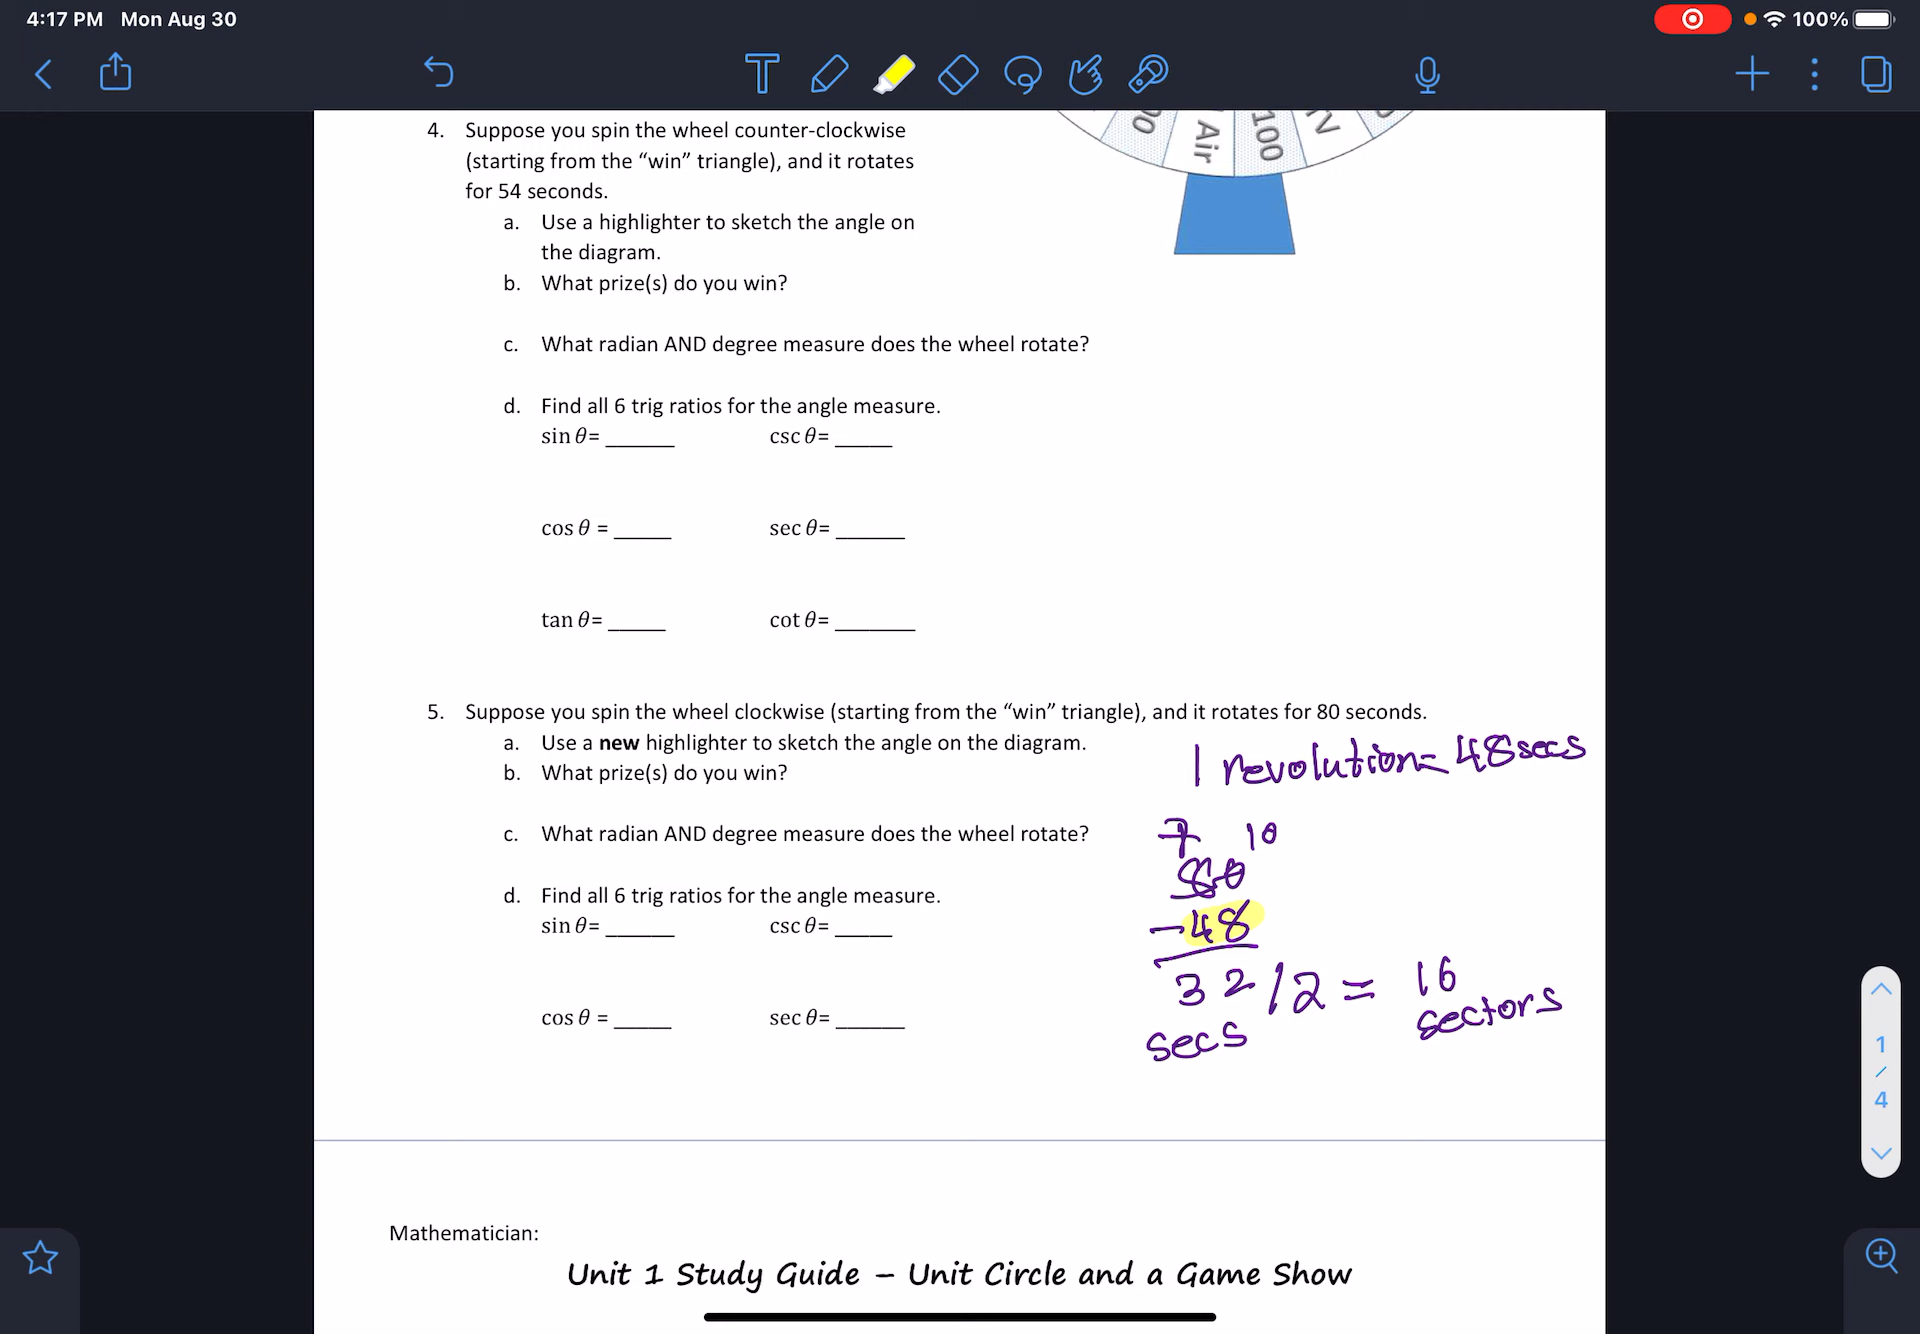 4:17 PM Mon Aug 30
100%
00
Air
100
TV
4. Suppose you spin the wheel counter-clockwise
(starting from the “win” triangle), and it rotates
for 54 seconds.
a. Use a highlighter to sketch the angle on
the diagram.
b. What prize(s) do you win?
c. What radian AND degree measure does the wheel rotate?
d. Find all 6 trig ratios for the angle measure.
sin θ= ______ csc θ= _____
cos θ = _____ sec θ= ______
tan θ= _____ cot θ= _______
5. Suppose you spin the wheel clockwise (starting from the “win” triangle), and it rotates for 80 seconds.
a. Use a new highlighter to sketch the angle on the diagram.
1 revolution = 48 secs
b. What prize(s) do you win?
c. What radian AND degree measure does the wheel rotate?
7 10
80
-48
32 / 2 = 16
secs sectors
d. Find all 6 trig ratios for the angle measure.
sin θ= ______ csc θ= _____
cos θ = _____ sec θ= ______
1
/
4
Mathematician:
Unit 1 Study Guide – Unit Circle and a Game Show